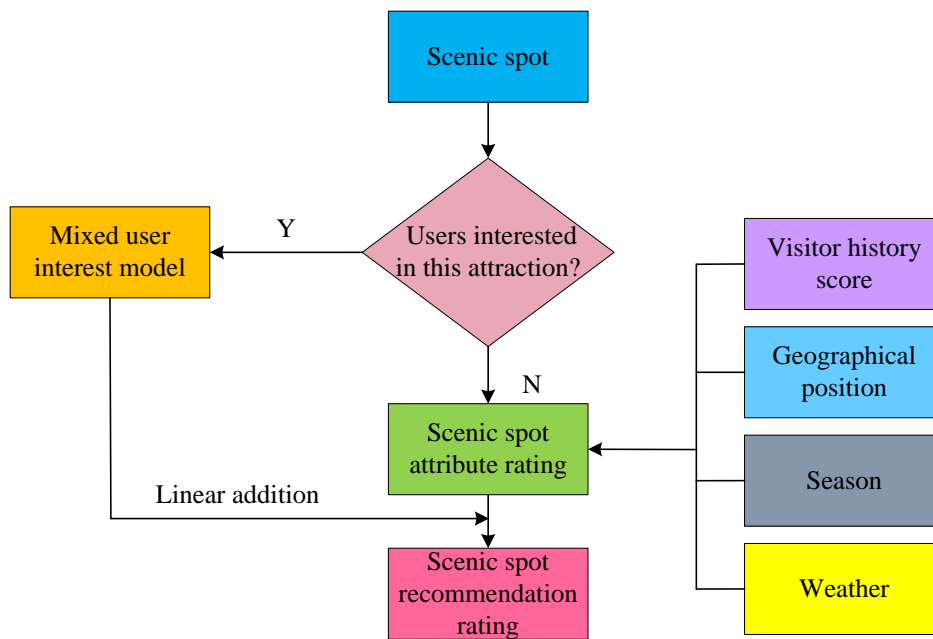 Scenic spot
Users interested
in this attraction?
Y
Mixed user
interest model
N
Visitor history
score
Geographical
position
Season
Weather
Scenic spot
attribute rating
Linear addition
Scenic spot
recommendation
rating